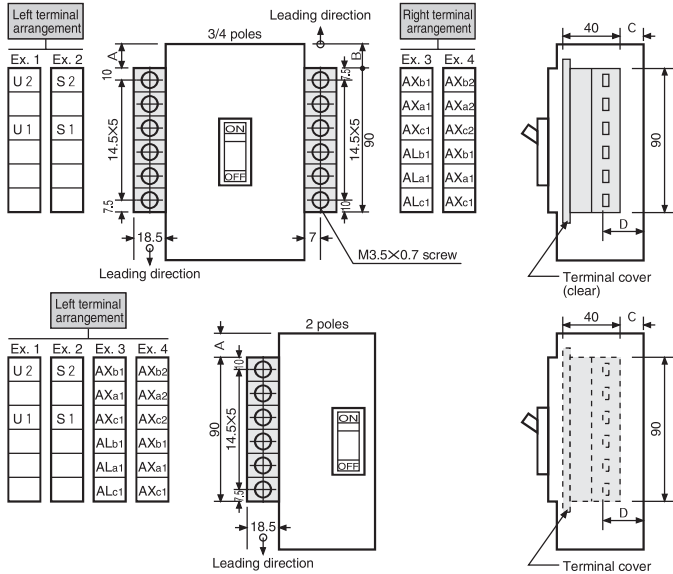 Left terminal
arrangement
Ex. 1 Ex. 2
U2 S2
U1 S1
3/4 poles
Leading direction
A
10
14.5×5
7.5
18.5
Leading direction
ON
OFF
B
7.5
14.5×5
90
10
7
M3.5×0.7 screw
Right terminal
arrangement
Ex. 3 Ex. 4
AXb1 AXb2
AXa1 AXa2
AXc1 AXc2
ALb1 AXb1
ALa1 AXa1
ALc1 AXc1
40 C
90
D
Terminal cover
(clear)
Left terminal
arrangement
Ex. 1 Ex. 2 Ex. 3 Ex. 4
U2 S2 AXb1 AXb2
AXa1 AXa2
U1 S1 AXc1 AXc2
ALb1 AXb1
ALa1 AXa1
ALc1 AXc1
2 poles
A
10
90
14.5×5
7.5
18.5
Leading direction
ON
OFF
40 C
90
D
Terminal cover